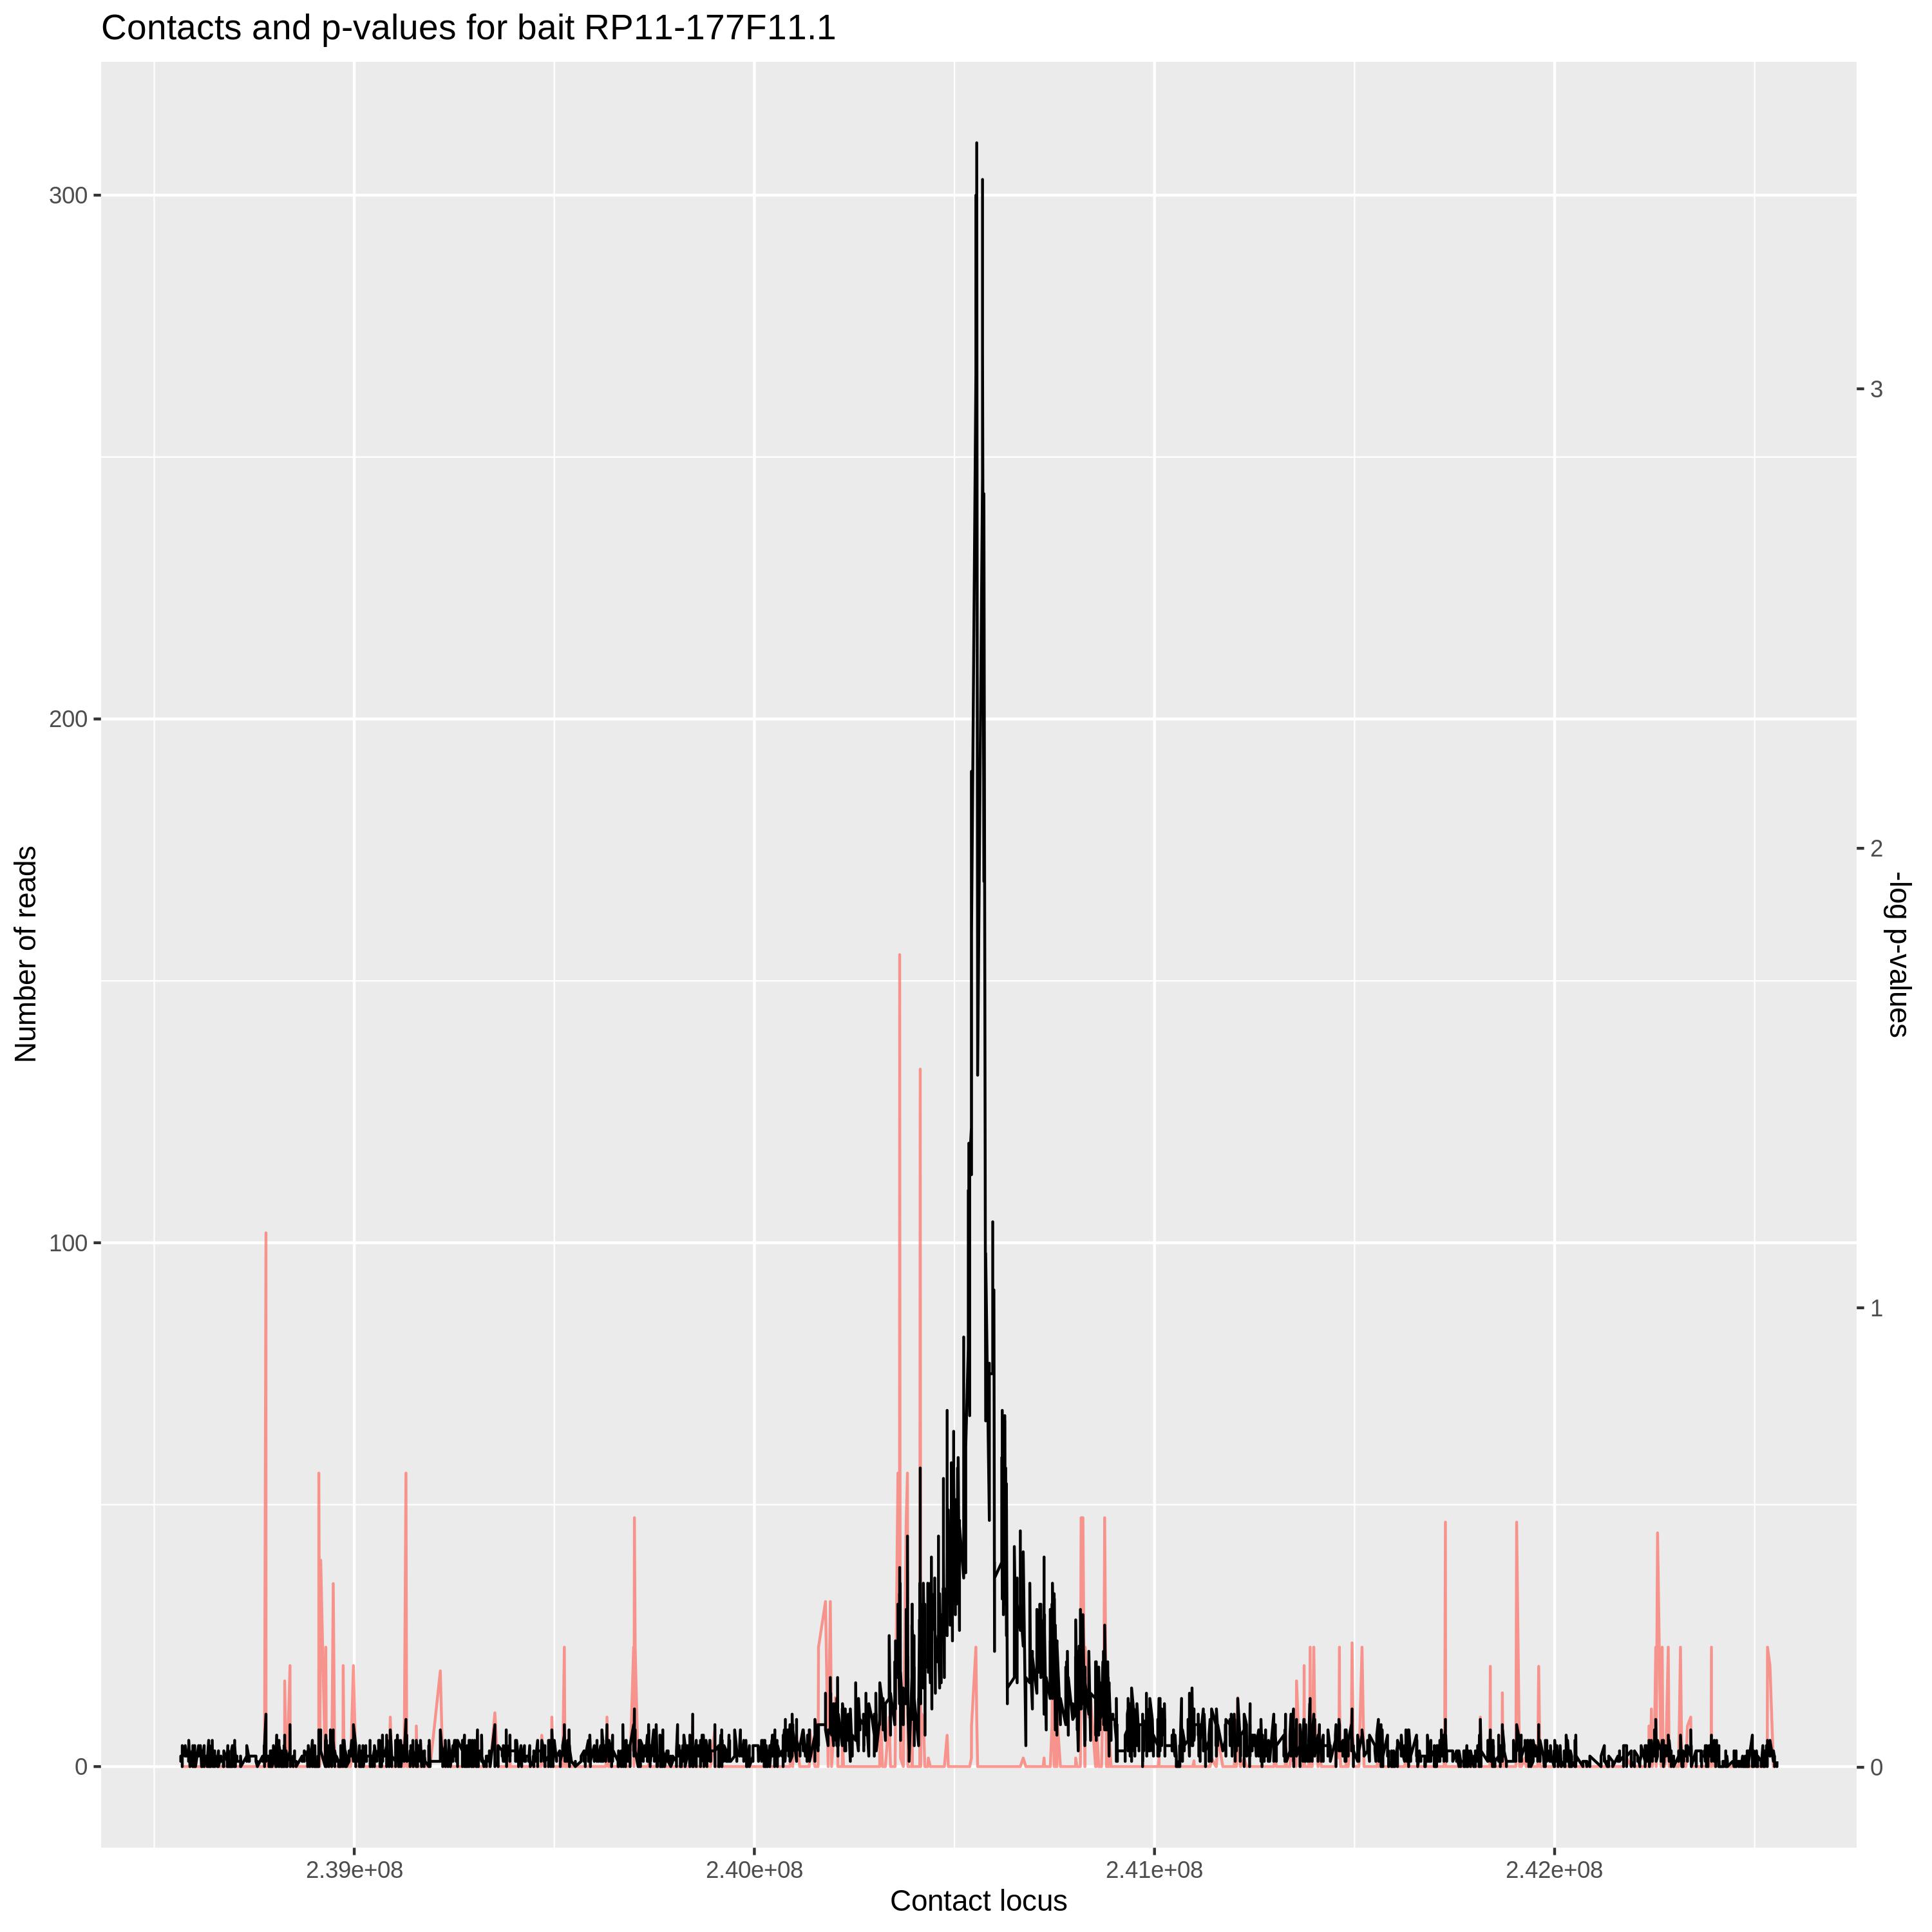 Contacts and p-values for bait RP11-177F11.1
300
200
100
0
Number of reads
3
2
1
0
-log p-values
2.39e+08
2.40e+08
2.41e+08
2.42e+08
Contact locus